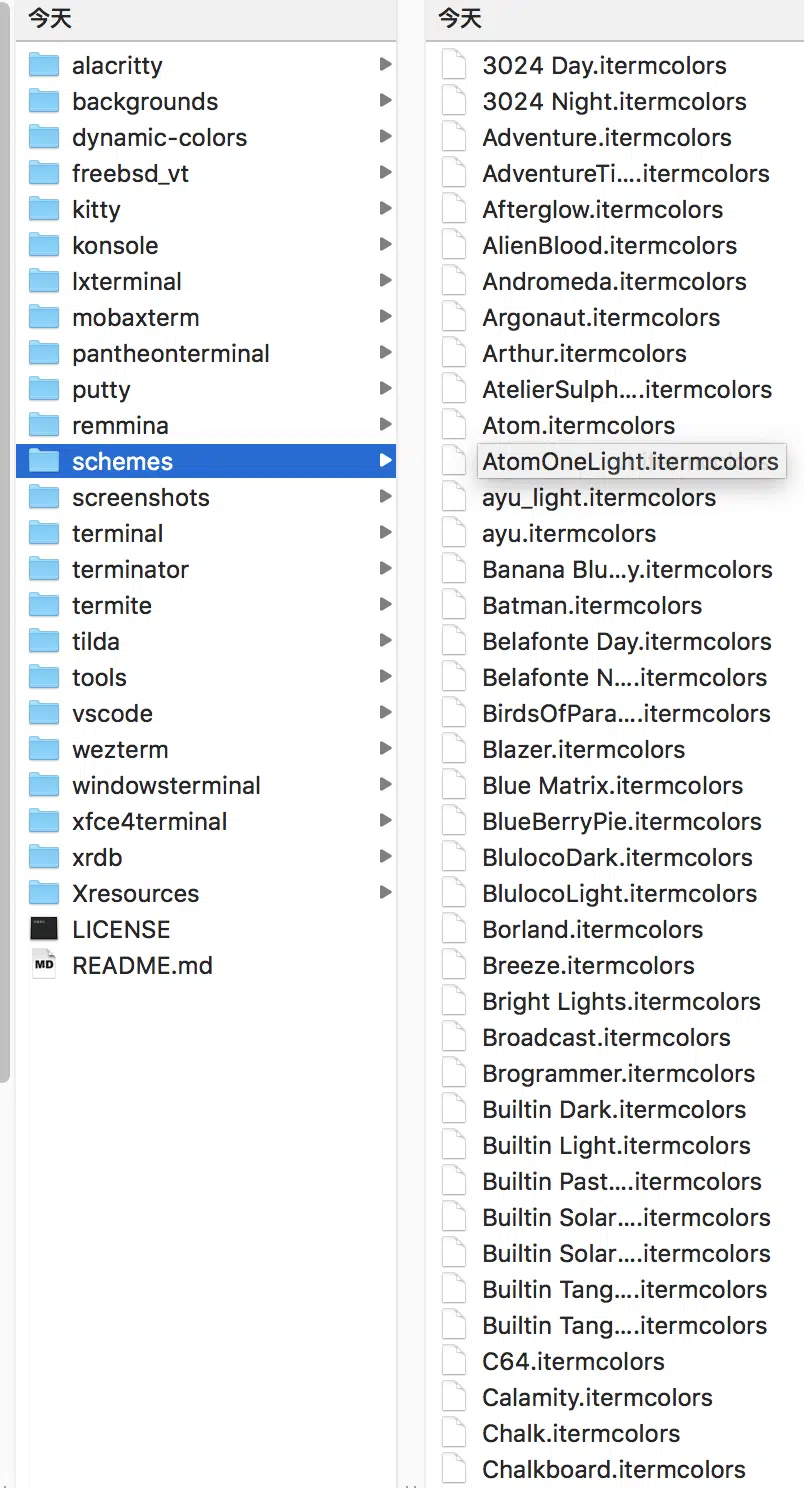 今天
alacritty
backgrounds
dynamic-colors
freebsd_vt
kitty
konsole
lxterminal
mobaxterm
pantheonterminal
putty
remmina
schemes
screenshots
terminal
terminator
termite
tilda
tools
vscode
wezterm
windowsterminal
xfce4terminal
xrdb
Xresources
LICENSE
MD
README.md
今天
3024 Day.itermcolors
3024 Night.itermcolors
Adventure.itermcolors
AdventureTi....itermcolors
Afterglow.itermcolors
AlienBlood.itermcolors
Andromeda.itermcolors
Argonaut.itermcolors
Arthur.itermcolors
AtelierSulph....itermcolors
Atom.itermcolors
AtomOneLight.itermcolors
ayu_light.itermcolors
ayu.itermcolors
Banana Blu...y.itermcolors
Batman.itermcolors
Belafonte Day.itermcolors
Belafonte N....itermcolors
BirdsOfPara....itermcolors
Blazer.itermcolors
Blue Matrix.itermcolors
BlueBerryPie.itermcolors
BlulocoDark.itermcolors
BlulocoLight.itermcolors
Borland.itermcolors
Breeze.itermcolors
Bright Lights.itermcolors
Broadcast.itermcolors
Brogrammer.itermcolors
Builtin Dark.itermcolors
Builtin Light.itermcolors
Builtin Past....itermcolors
Builtin Solar....itermcolors
Builtin Solar....itermcolors
Builtin Tang....itermcolors
Builtin Tang....itermcolors
C64.itermcolors
Calamity.itermcolors
Chalk.itermcolors
Chalkboard.itermcolors